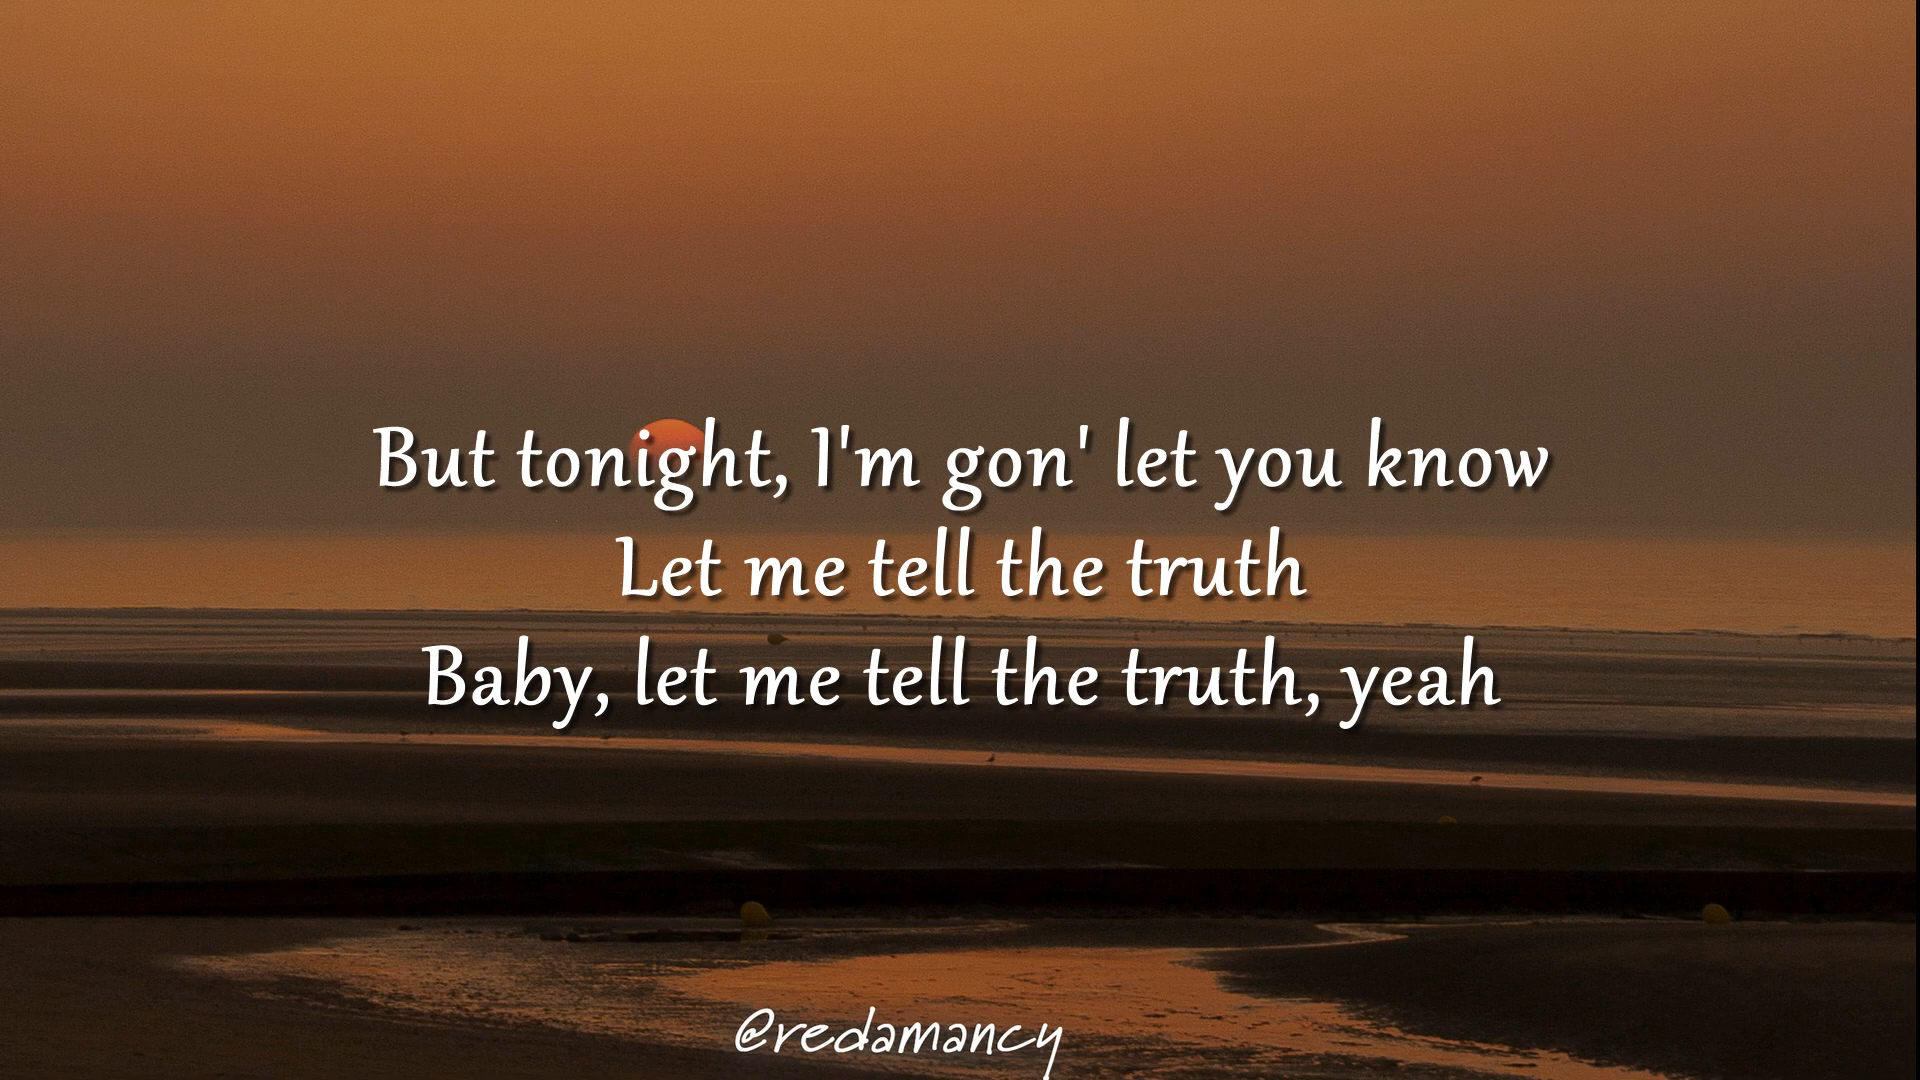 But tonight, I'm gon' let you know
Let me tell the truth
Baby, let me tell the truth, yeah
@redamancy